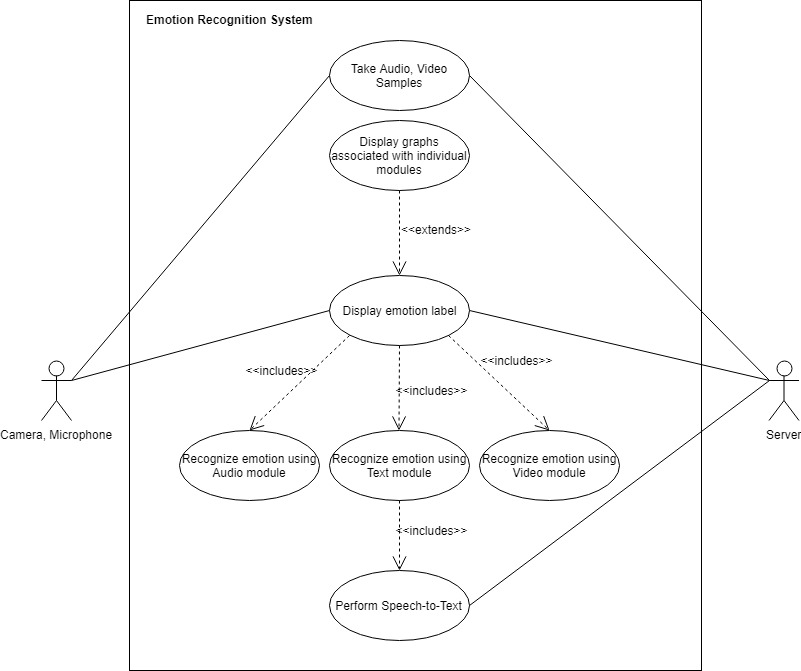 Emotion Recognition System
Take Audio, Video
Samples
Display graphs
associated with individual
modules
<<extends>>
Display emotion label
<<includes>>
<<includes>>
<<includes>>
Camera, Microphone
Server
Recognize emotion using
Audio module
Recognize emotion using
Text module
Recognize emotion using
Video module
<<includes>>
Perform Speech-to-Text